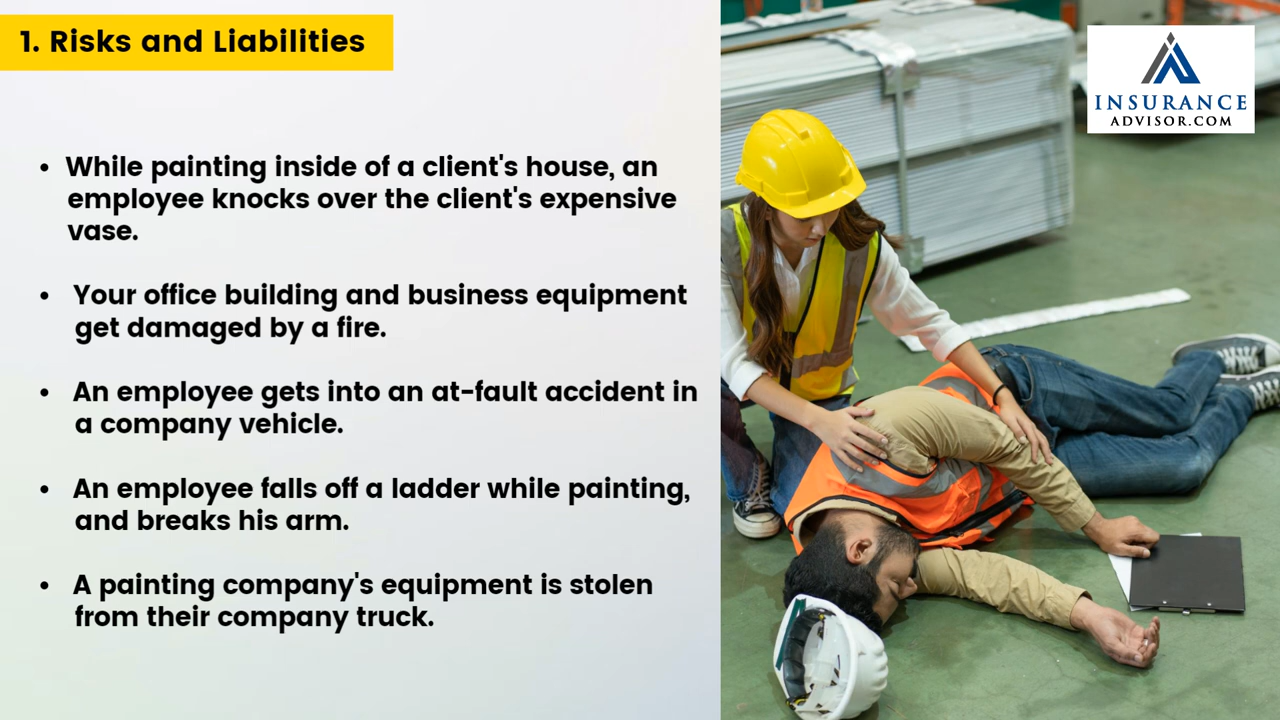 1. Risks and Liabilities
INSURANCE
ADVISOR.COM
• While painting inside of a client's house, an
employee knocks over the client's expensive
vase.
• Your office building and business equipment
get damaged by a fire.
• An employee gets into an at-fault accident in
a company vehicle.
• An employee falls off a ladder while painting,
and breaks his arm.
• A painting company's equipment is stolen
from their company truck.